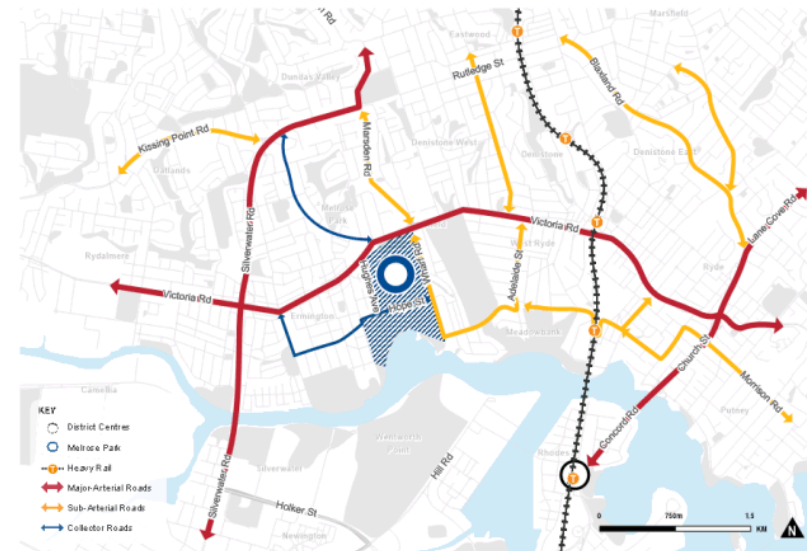 Marsfield
Eastwood
Rutledge St
Blaxland Rd
Dundas Valley
Kissing Point Rd
Marsden Rd
Denistone West
Denistone
Denistone East
Oatlands
Melrose
Park
Lane Cove Rd
Silverwater Rd
Victoria Rd
West Ryde
Ryde
Rydalmere
Hughes Ave
Wharf Rd
Adelaide St
Victoria Rd
Hope St
Ermington
Meadowbank
Church St
Morrison Rd
Camellia
Putney
Concord Rd
KEY
District Centres
Melrose Park
Heavy Rail
Major-Arterial Roads
Sub-Arterial Roads
Collector Roads
Wentworth
Point
Rhodes
Hill Rd
Silverwater
Silverwater Rd
Holker St
Newington
T
T
T
T
T
T
0
750m
1.5
KM
N